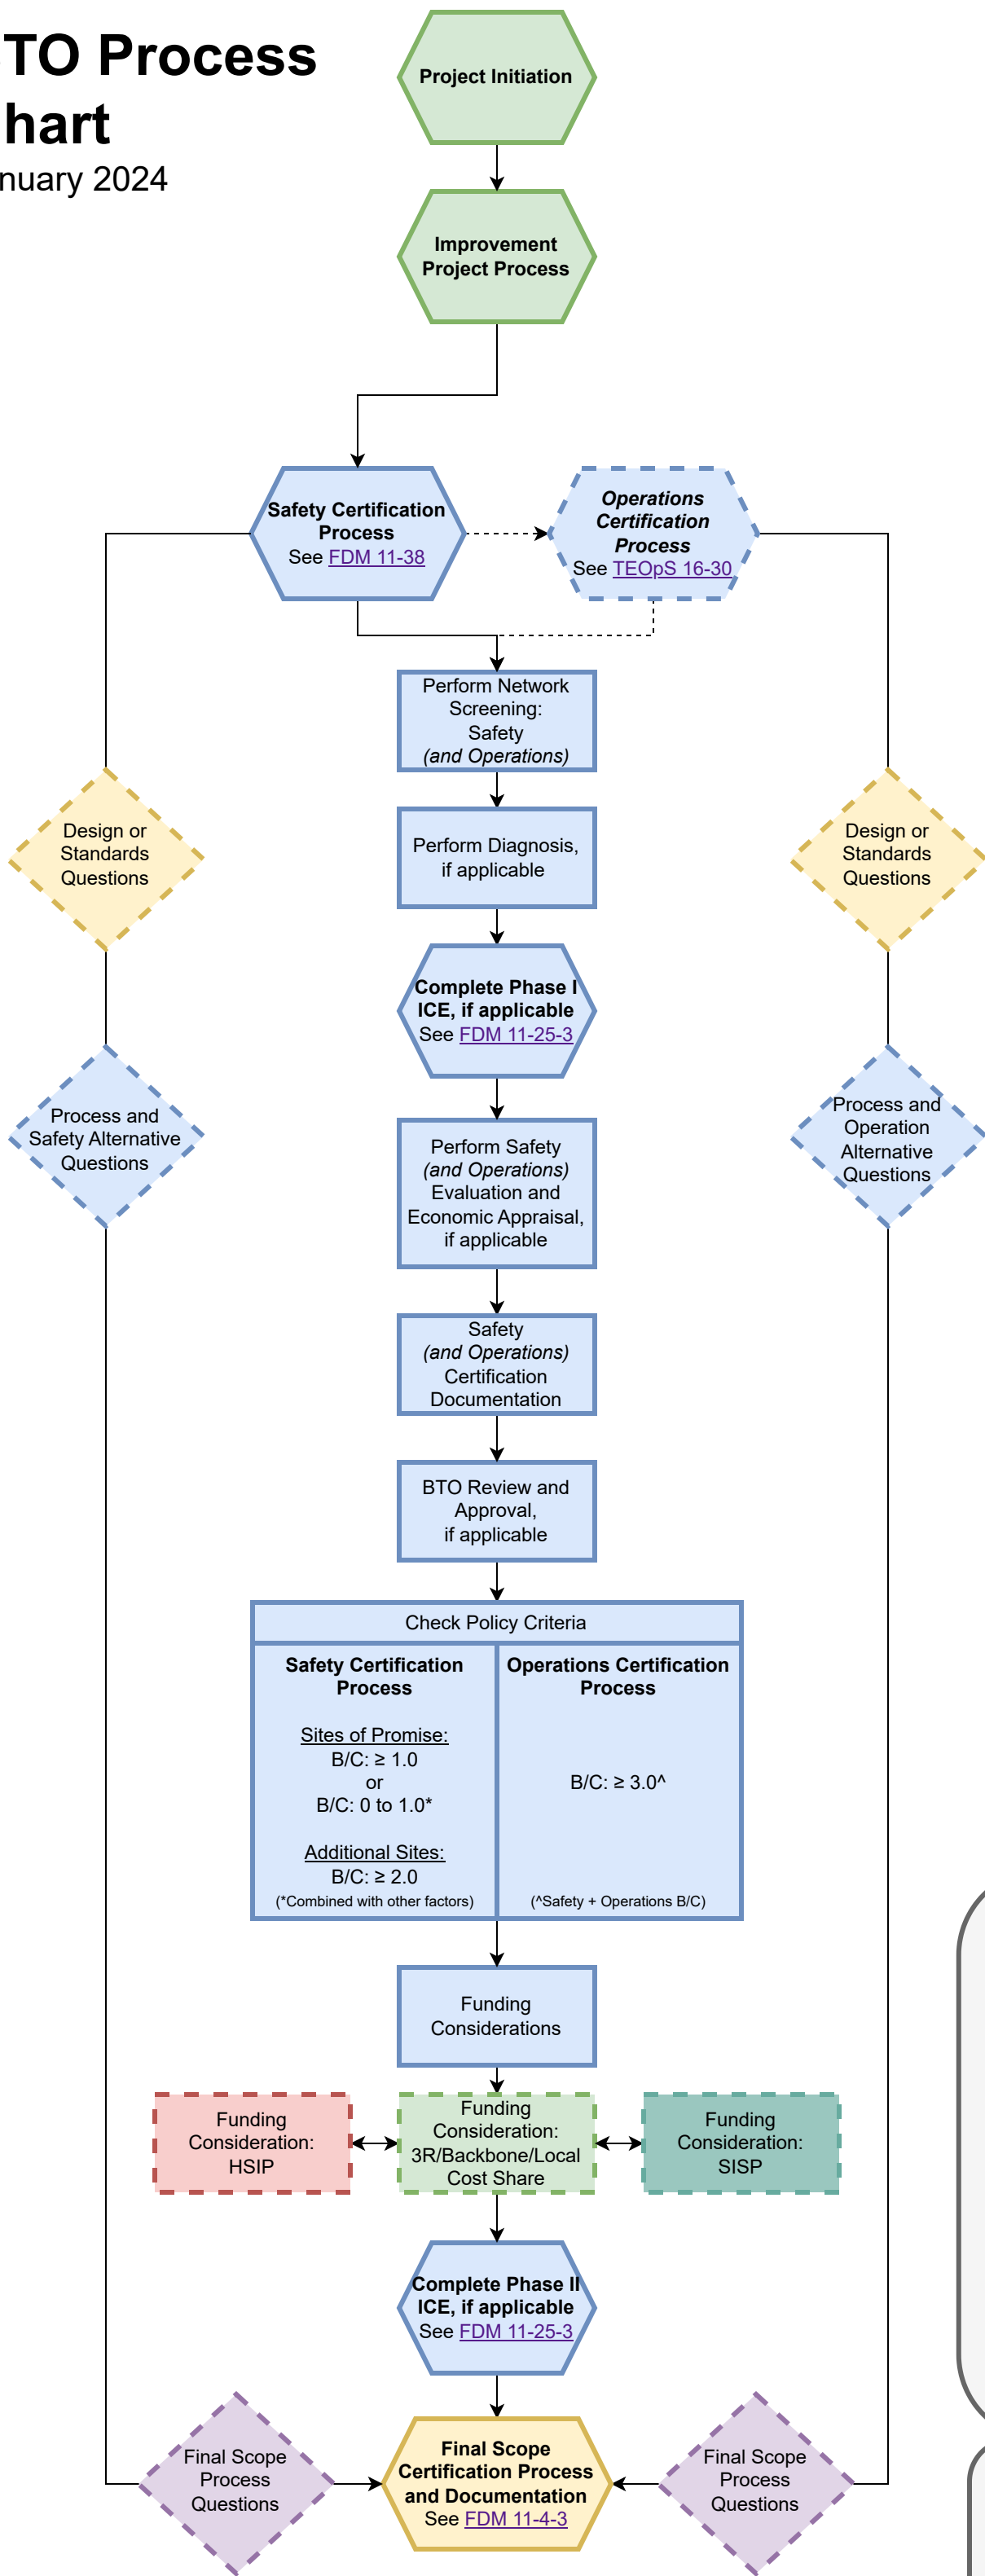 TO Process
hart
nuary 2024
Project Initiation
Improvement
Project Process
Safety Certification
Process
See FDM 11-38
Operations
Certification
Process
See TEOpS 16-30
Perform Network
Screening:
Safety
(and Operations)
Design or
Standards
Questions
Perform Diagnosis,
if applicable
Design or
Standards
Questions
Complete Phase I
ICE, if applicable
See FDM 11-25-3
Process and
Safety Alternative
Questions
Perform Safety
(and Operations)
Evaluation and
Economic Appraisal,
if applicable
Process and
Operation
Alternative
Questions
Safety
(and Operations)
Certification
Documentation
BTO Review and
Approval,
if applicable
Check Policy Criteria
Safety Certification
Process
Sites of Promise:
B/C: ≥ 1.0
or
B/C: 0 to 1.0*
Additional Sites:
B/C: ≥ 2.0
(*Combined with other factors)
Operations Certification
Process
B/C: ≥ 3.0^
(^Safety + Operations B/C)
Funding
Considerations
Funding
Consideration:
HSIP
Funding
Consideration:
3R/Backbone/Local
Cost Share
Funding
Consideration:
SISP
Complete Phase II
ICE, if applicable
See FDM 11-25-3
Final Scope
Process
Questions
Final Scope
Certification Process
and Documentation
See FDM 11-4-3
Final Scope
Process
Questions